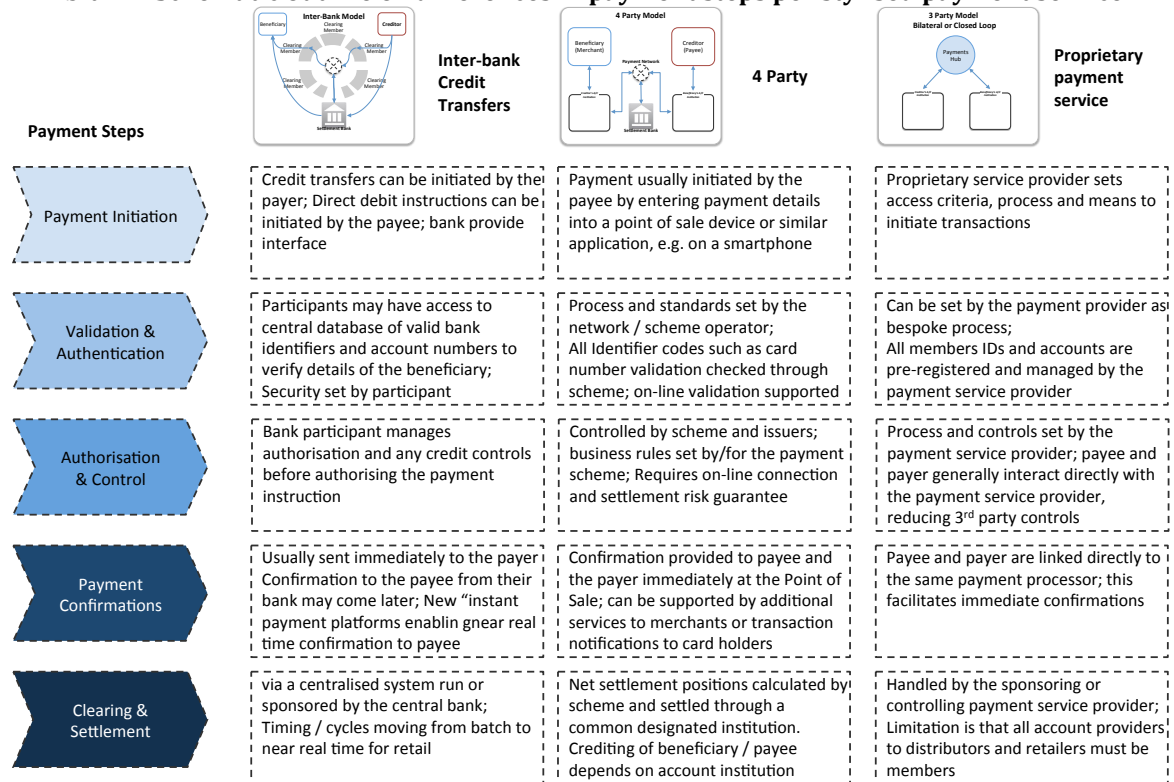 Inter-Bank Model
Beneficiary
Clearing
Member
Creditor
Clearing
Member
Clearing
Member
Clearing
Member
Settlement Bank
Inter-bank
Credit
Transfers
4 Party Model
Beneficiary
(Merchant)
Creditor
(Payee)
Payment Network
Settlement Bank
4 Party
3 Party Model
Bilateral or Closed Loop
Payments
Hub
Proprietary
payment
service
Payment Steps
Payment Initiation
Credit transfers can be initiated by the
payer; Direct debit instructions can be
initiated by the payee; bank provide
interface
Payment usually initiated by the
payee by entering payment details
into a point of sale device or similar
application, e.g. on a smartphone
Proprietary service provider sets
access criteria, process and means to
initiate transactions
Validation &
Authentication
Participants may have access to
central database of valid bank
identifiers and account numbers to
verify details of the beneficiary;
Security set by participant
Process and standards set by the
network / scheme operator;
All Identifier codes such as card
number validation checked through
scheme; on-line validation supported
Can be set by the payment provider as
bespoke process;
All members IDs and accounts are
pre-registered and managed by the
payment service provider
Authorisation
& Control
Bank participant manages
authorisation and any credit controls
before authorising the payment
instruction
Controlled by scheme and issuers;
business rules set by/for the payment
scheme; Requires on-line connection
and settlement risk guarantee
Process and controls set by the
payment service provider; payee and
payer generally interact directly with
the payment service provider,
reducing 3rd party controls
Payment
Confirmations
Usually sent immediately to the payer
Confirmation to the payee from their
bank may come later; New "instant
payment platforms enablin gnear real
time confirmation to payee
Confirmation provided to payee and
the payer immediately at the Point of
Sale; can be supported by additional
services to merchants or transaction
notifications to card holders
Payee and payer are linked directly to
the same payment processor; this
facilitates immediate confirmations
Clearing &
Settlement
via a centralised system run or
sponsored by the central bank;
Timing / cycles moving from batch to
near real time for retail
Net settlement positions calculated by
scheme and settled through a
common designated institution.
Crediting of beneficiary / payee
depends on account institution
Handled by the sponsoring or
controlling payment service provider;
Limitation is that all account providers
to distributors and retailers must be
members